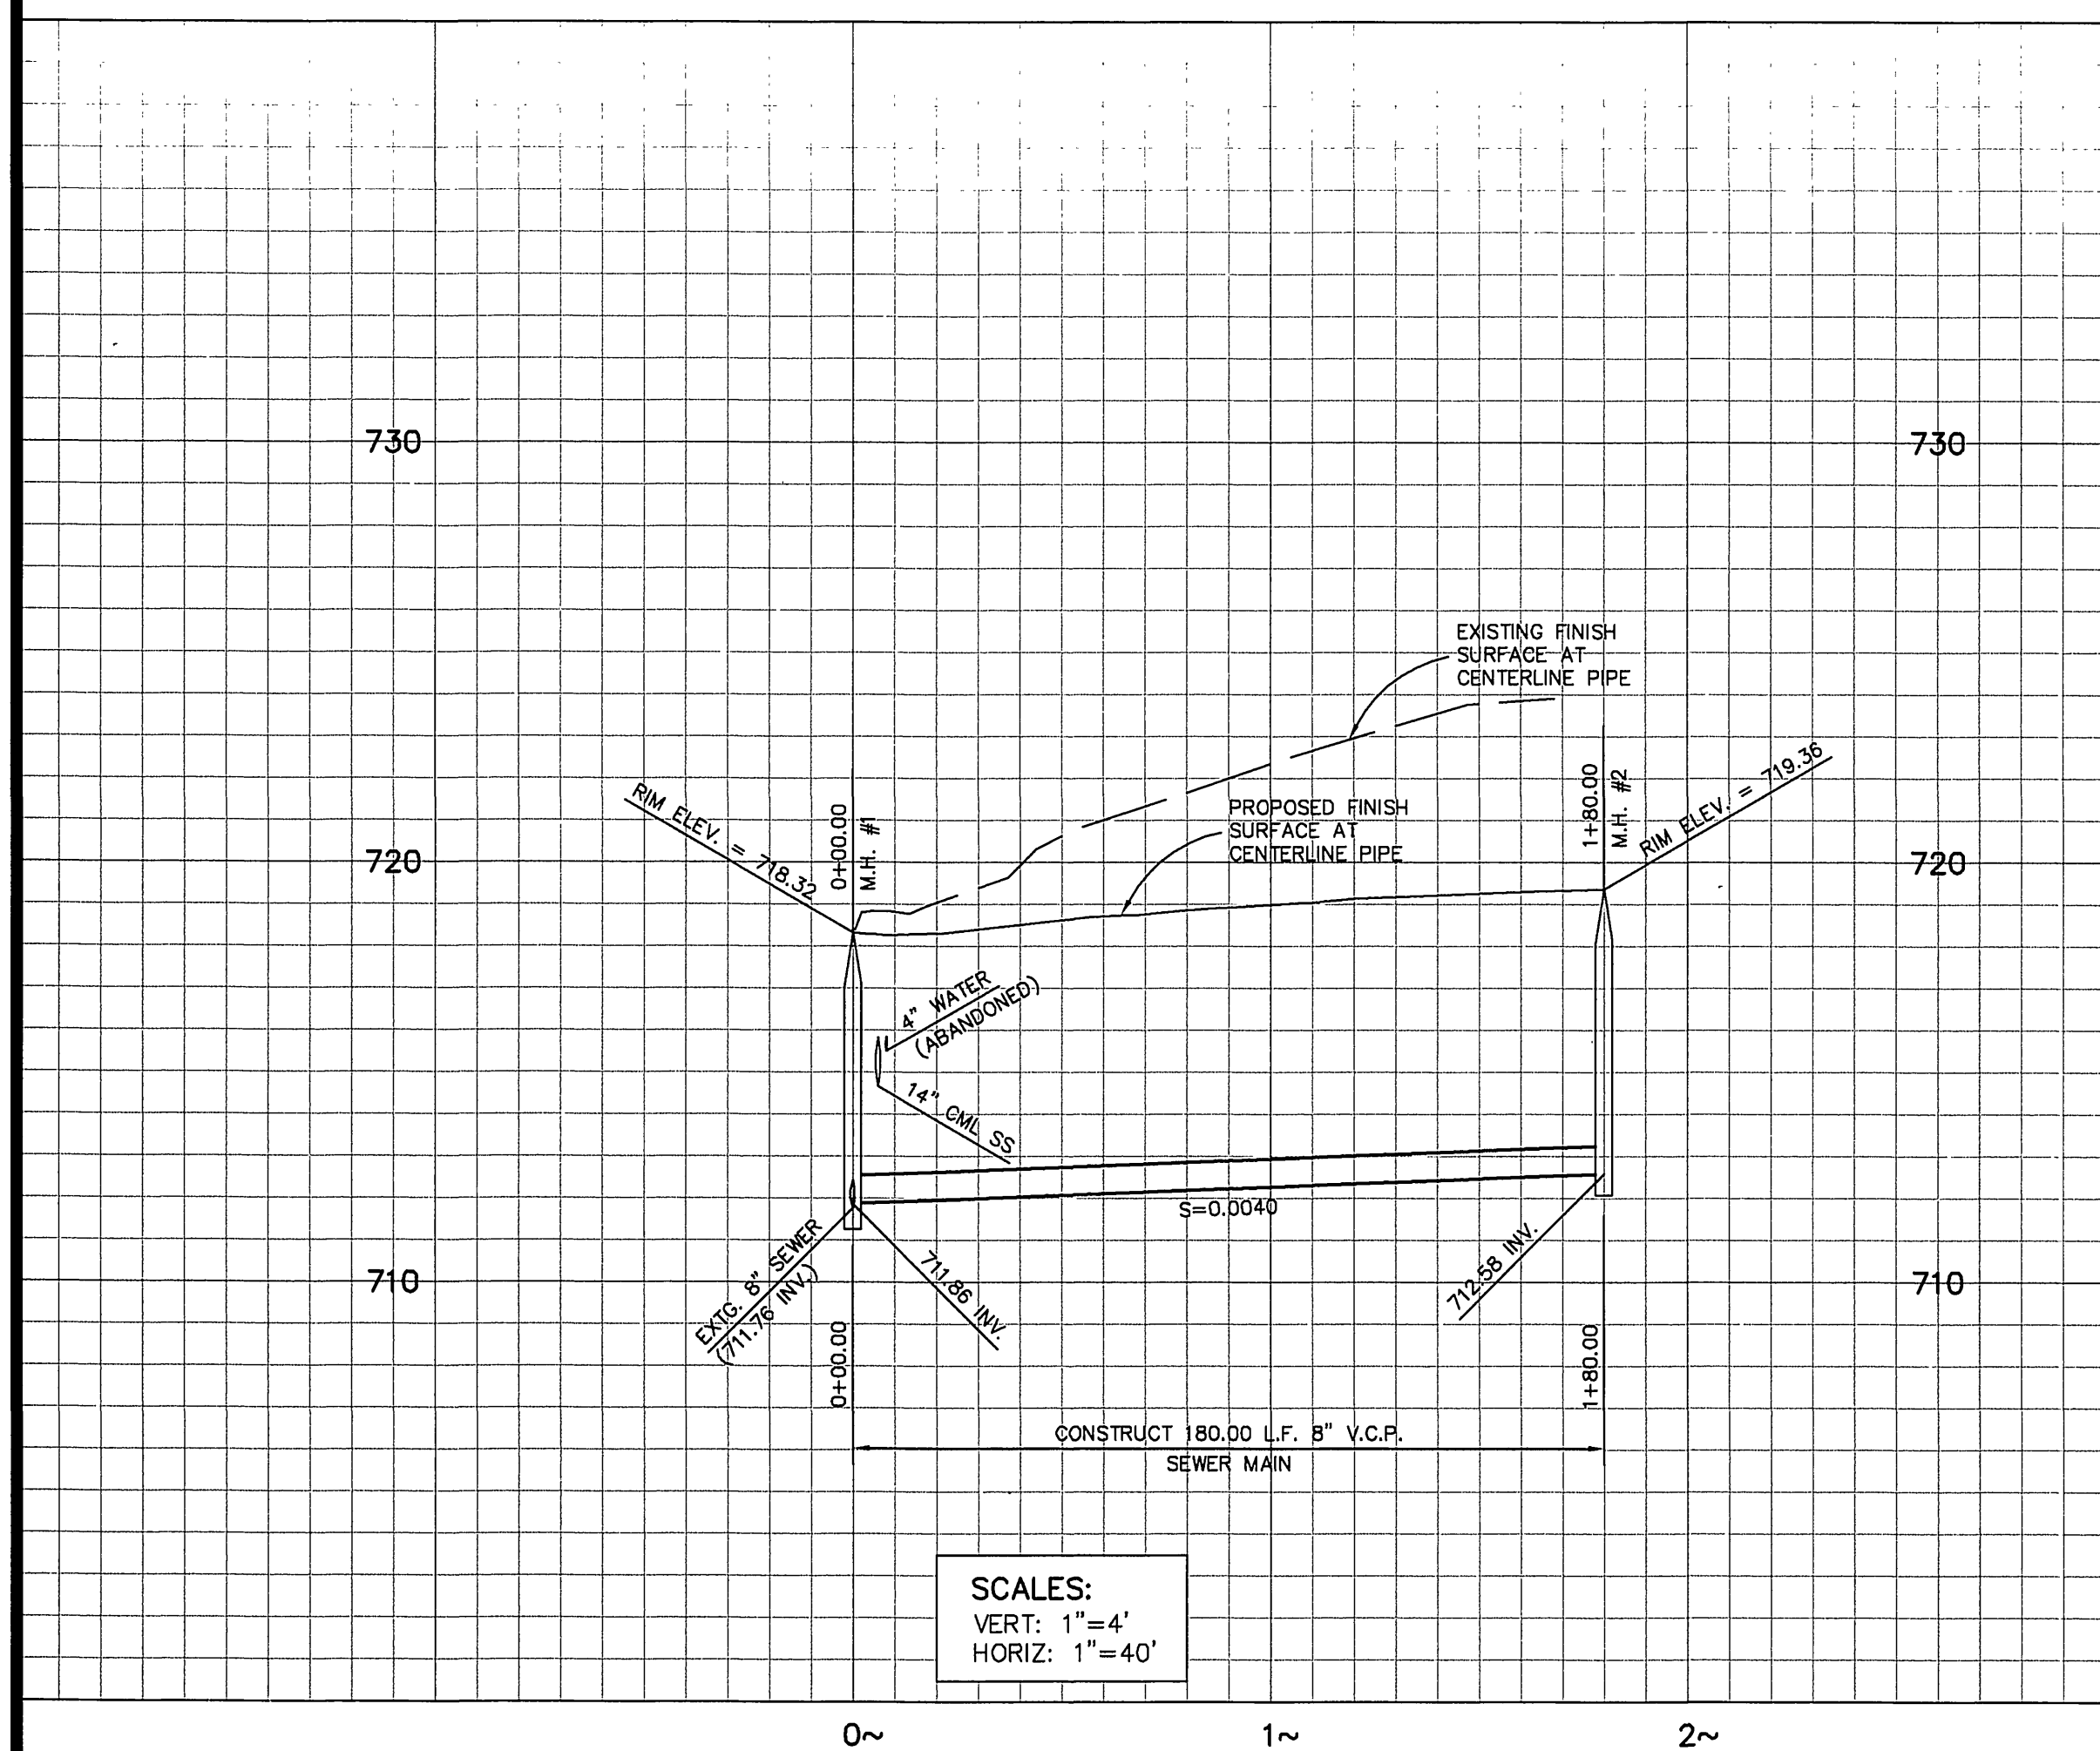 730
730
EXISTING FINISH
SURFACE AT
CENTERLINE PIPE
RIM ELEV. = 718.32
0+00.00
M.H. #1
PROPOSED FINISH
SURFACE AT
CENTERLINE PIPE
1+80.00
M.H. #2
RIM ELEV. = 719.36
720
720
4" WATER
(ABANDONED)
14" CML SS
S=0.0040
EXTG. 8" SEWER
(711.76 INV.)
711.86 INV.
712.58 INV.
710
710
0+00.00
1+80.00
CONSTRUCT 180.00 L.F. 8" V.C.P.
SEWER MAIN
SCALES:
VERT: 1"=4'
HORIZ: 1"=40'
0~
1~
2~